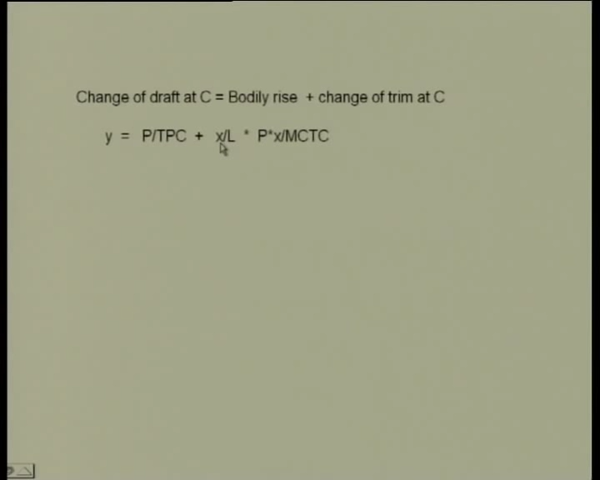 Change of draft at C = Bodily rise + change of trim at C
y = P/TPC + x/L * P*x/MCTC